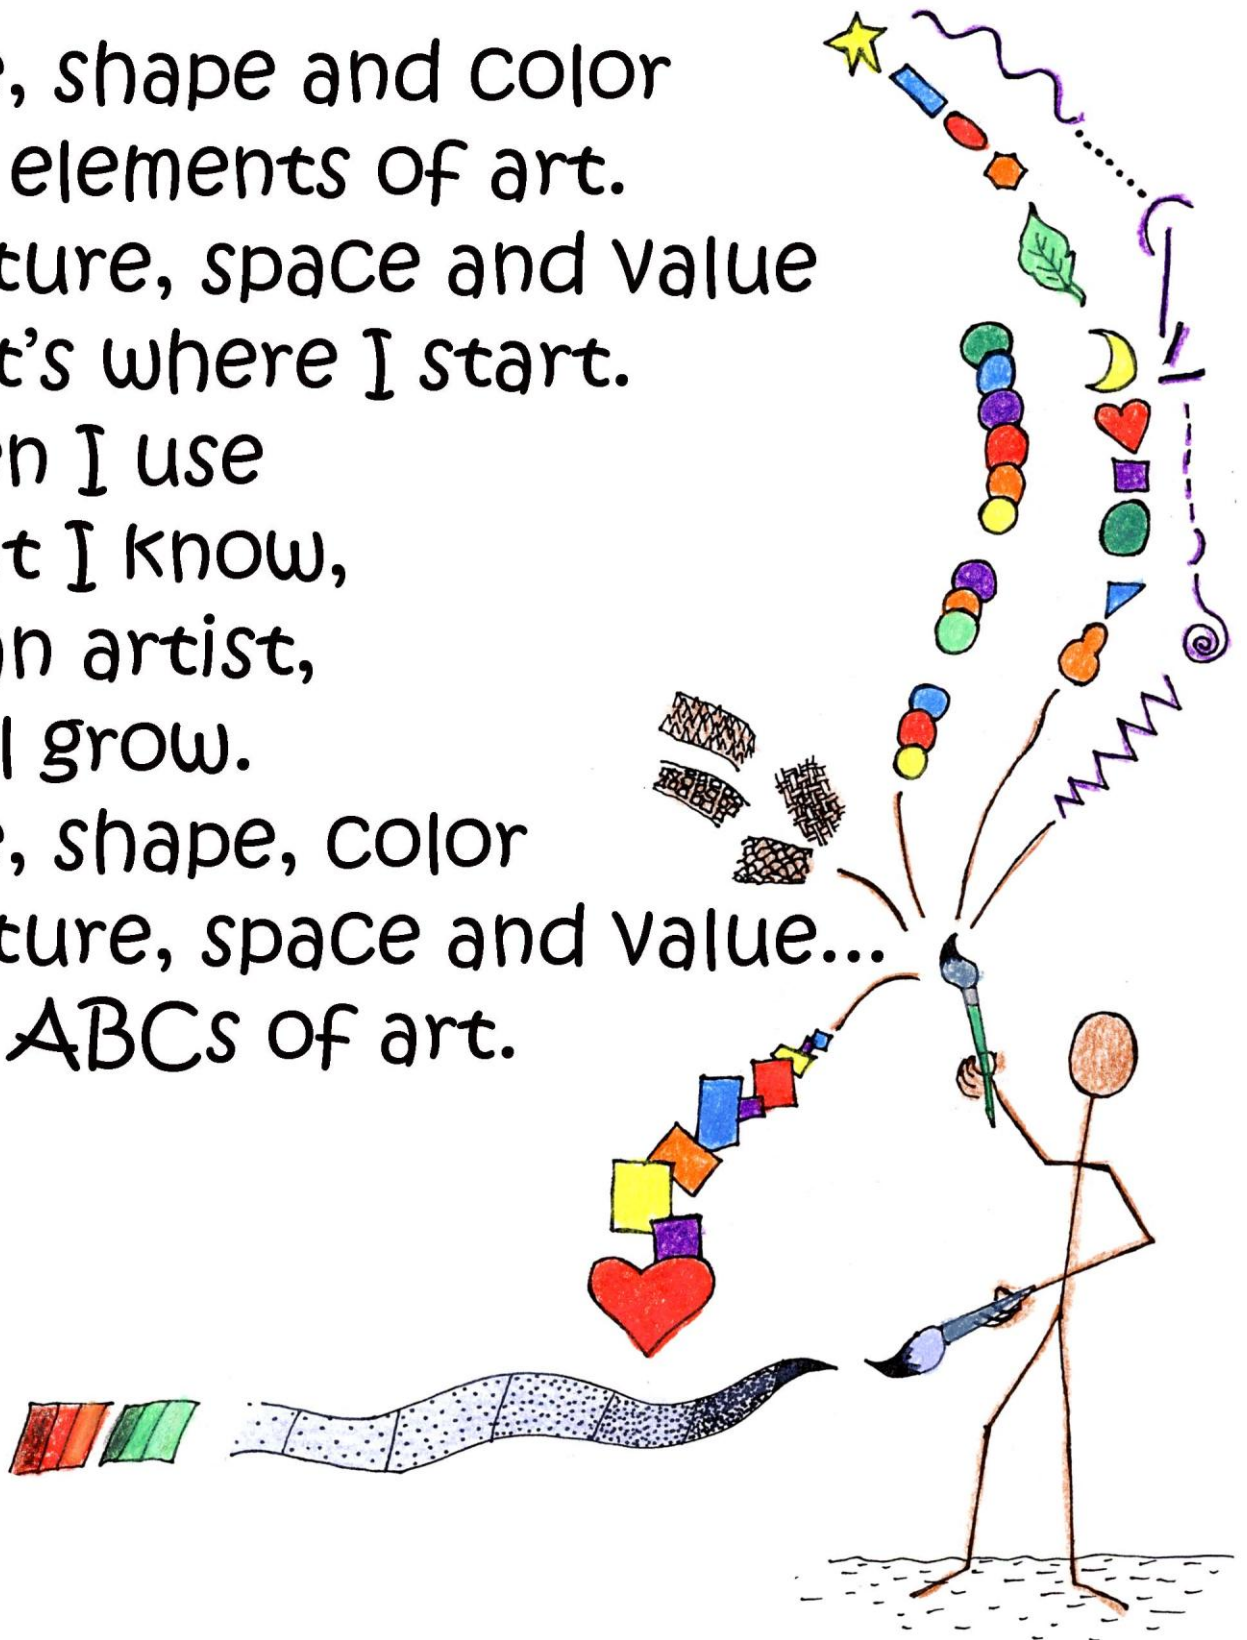 , shape and color
elements of art.
ture, space and value
t's where I start.
n I use
t I know,
n artist,
l grow.
, shape, color
ture, space and value...
ABCs of art.